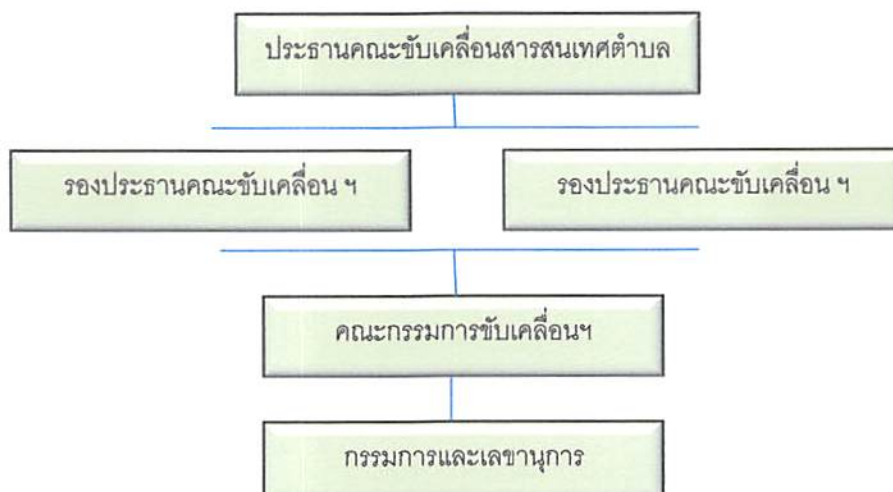 ประธานคณะขับเคลื่อนสารสนเทศตำบล
รองประธานคณะขับเคลื่อน ฯ
รองประธานคณะขับเคลื่อน ฯ
คณะกรรมการขับเคลื่อนฯ
กรรมการและเลขานุการ